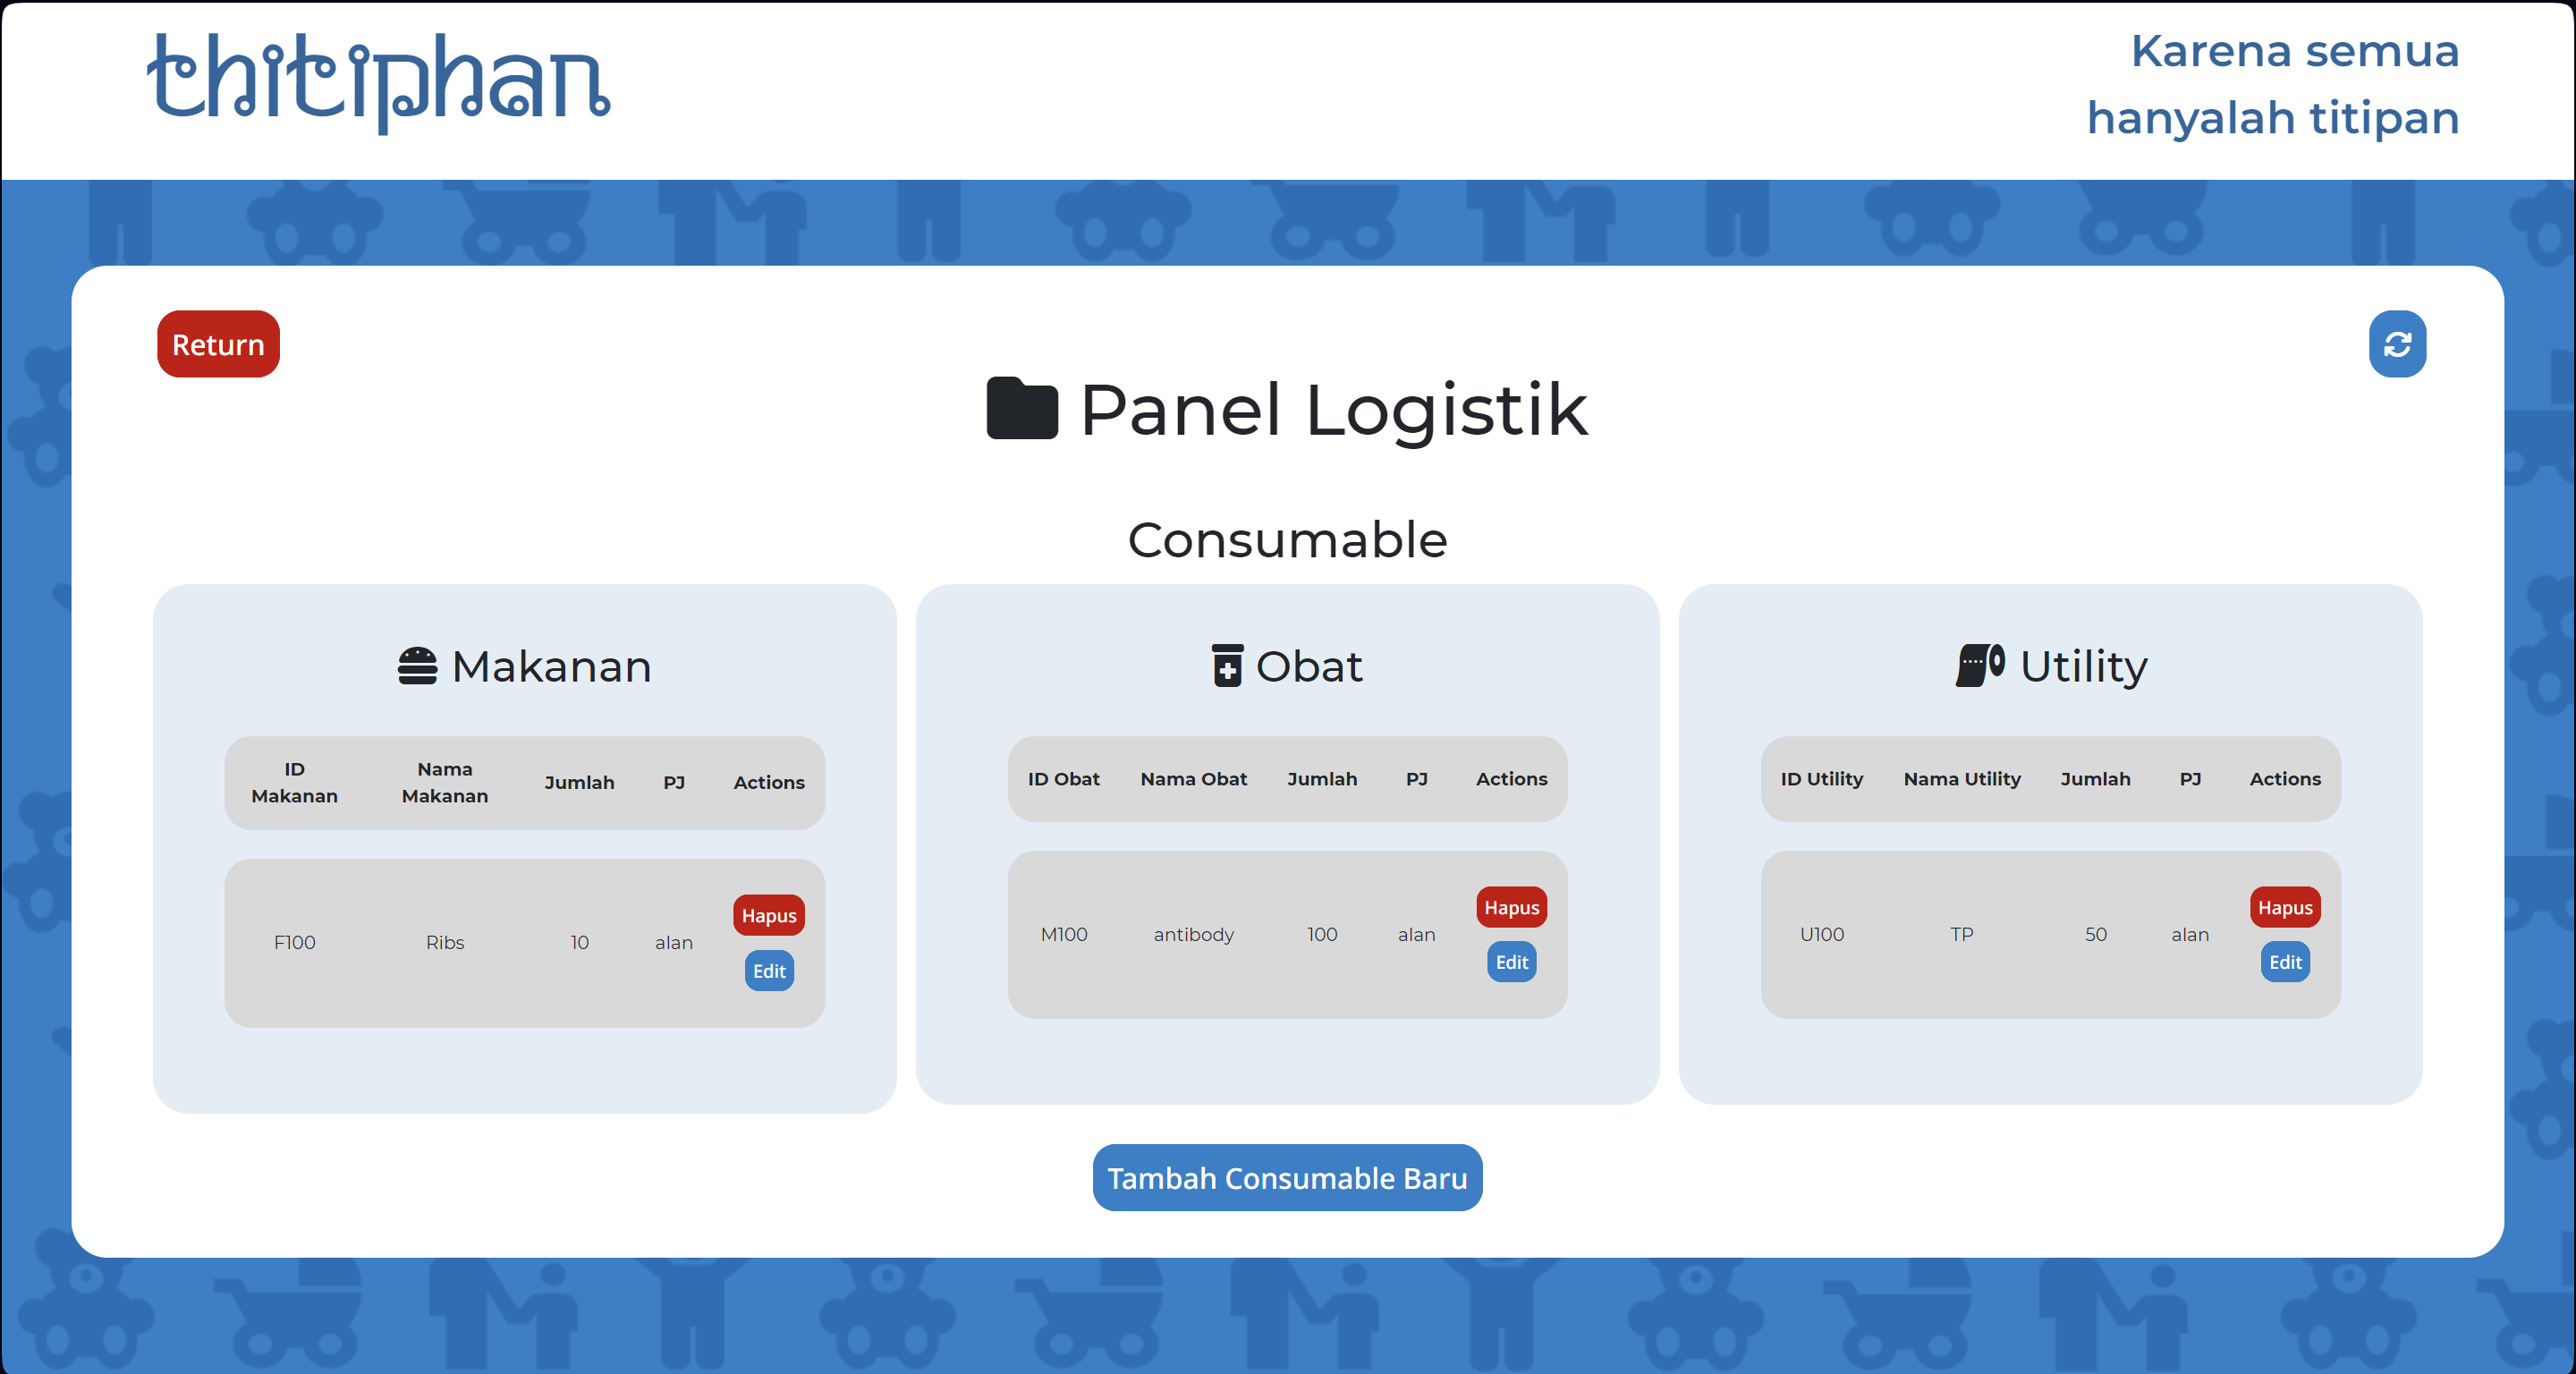 thitiphan
Karena semua
hanyalah titipan
Return
Panel Logistik
Consumable
Makanan
ID Makanan Nama Makanan Jumlah PJ Actions
F100 Ribs 10 alan Hapus
Edit
Obat
ID Obat Nama Obat Jumlah PJ Actions
M100 antibody 100 alan Hapus
Edit
Utility
ID Utility Nama Utility Jumlah PJ Actions
U100 TP 50 alan Hapus
Edit
Tambah Consumable Baru